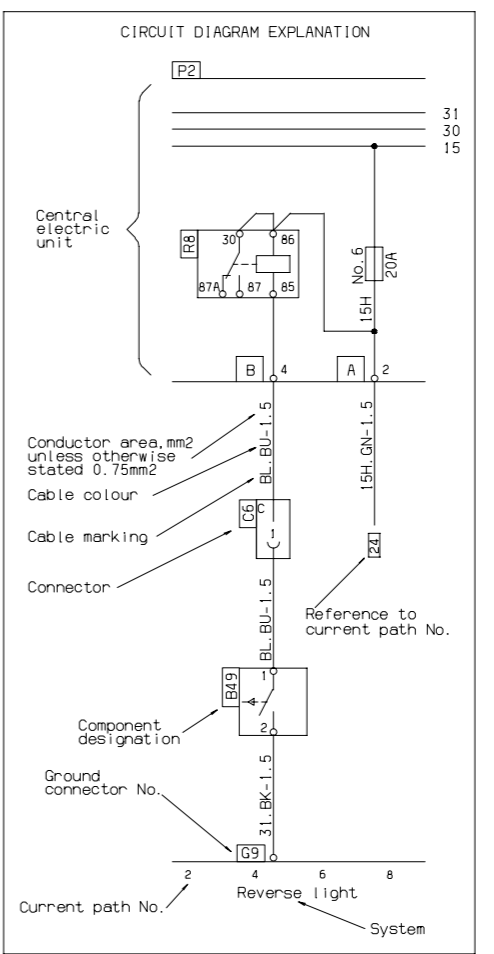 CIRCUIT DIAGRAM EXPLANATION
P2
31
30
15
Central
electric
unit
R8
30
86
87A
87
85
No.6
20A
15H
B
4
A
2
Conductor area,mm2
unless otherwise
stated 0.75mm2
Cable colour
Cable marking
BL.BU-1.5
15H.GN-1.5
C6
C
1
Connector
24
Reference to
current path No.
BL.BU-1.5
B49
1
2
Component
designation
31.BK-1.5
Ground
connector No.
G9
2
4
6
8
Reverse light
Current path No.
System